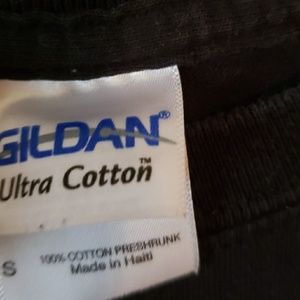 GILDAN®
Ultra Cotton™
S
100% COTTON PRESHRUNK
Made in Haiti